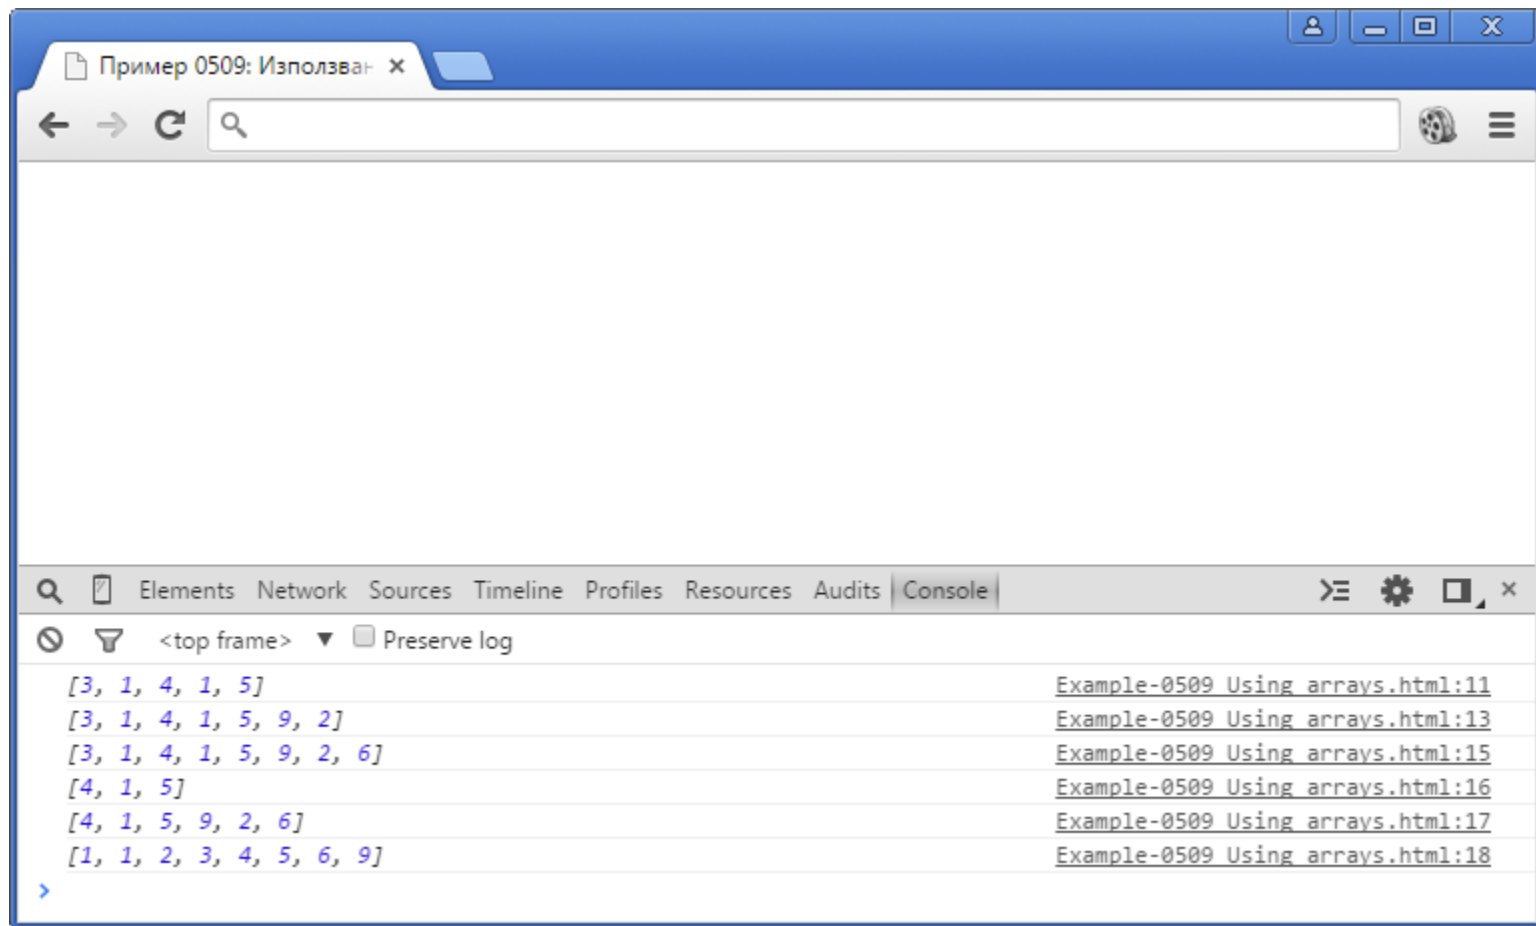 Пример 0509: Използван
Elements Network Sources Timeline Profiles Resources Audits Console
<top frame> ▼ Preserve log
[3, 1, 4, 1, 5] Example-0509 Using arrays.html:11
[3, 1, 4, 1, 5, 9, 2] Example-0509 Using arrays.html:13
[3, 1, 4, 1, 5, 9, 2, 6] Example-0509 Using arrays.html:15
[4, 1, 5] Example-0509 Using arrays.html:16
[4, 1, 5, 9, 2, 6] Example-0509 Using arrays.html:17
[1, 1, 2, 3, 4, 5, 6, 9] Example-0509 Using arrays.html:18